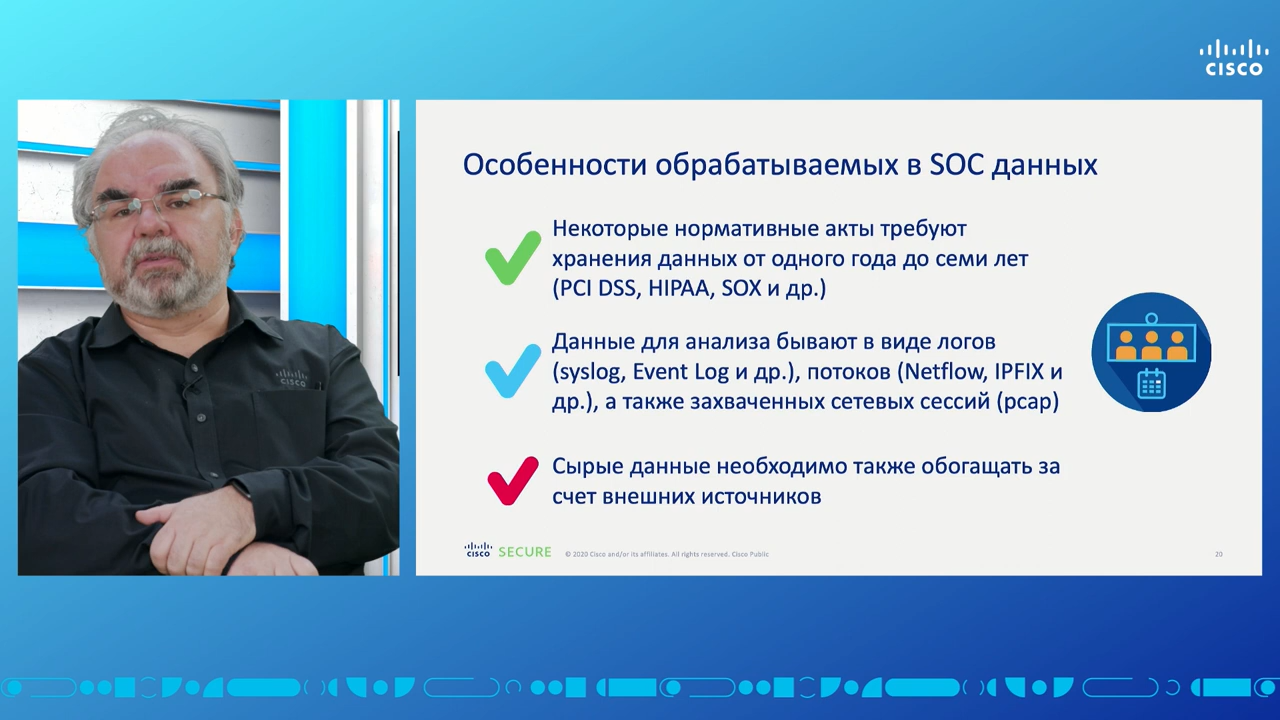 CISCO
CISCO
Особенности обрабатываемых в SOC данных
Некоторые нормативные акты требуют
хранения данных от одного года до семи лет
(PCI DSS, HIPAA, SOX и др.)
Данные для анализа бывают в виде логов
(syslog, Event Log и др.), потоков (Netflow, IPFIX и
др.), а также захваченных сетевых сессий (pcap)
Сырые данные необходимо также обогащать за
счет внешних источников
CISCO SECURE © 2020 Cisco and/or its affiliates. All rights reserved. Cisco Public 20